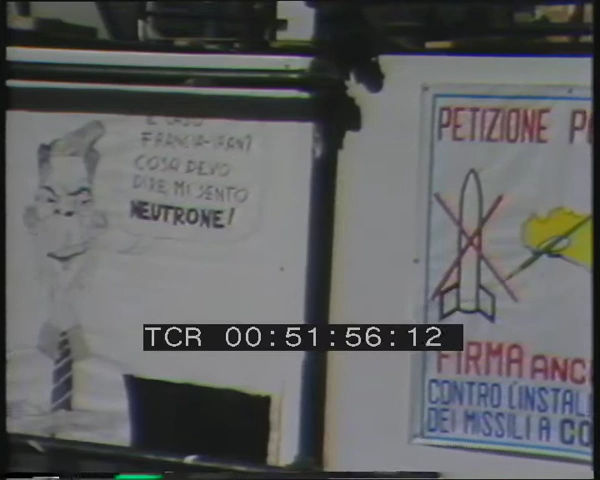 E CASO
FRANCIA-IRAN?
COSA DEVO
DIRE, MI SENTO
NEUTRONE!
PETIZIONE
FIRMA ANC
CONTRO L'INSTAL
DEI MISSILI A CO
TCR 00:51:56:12